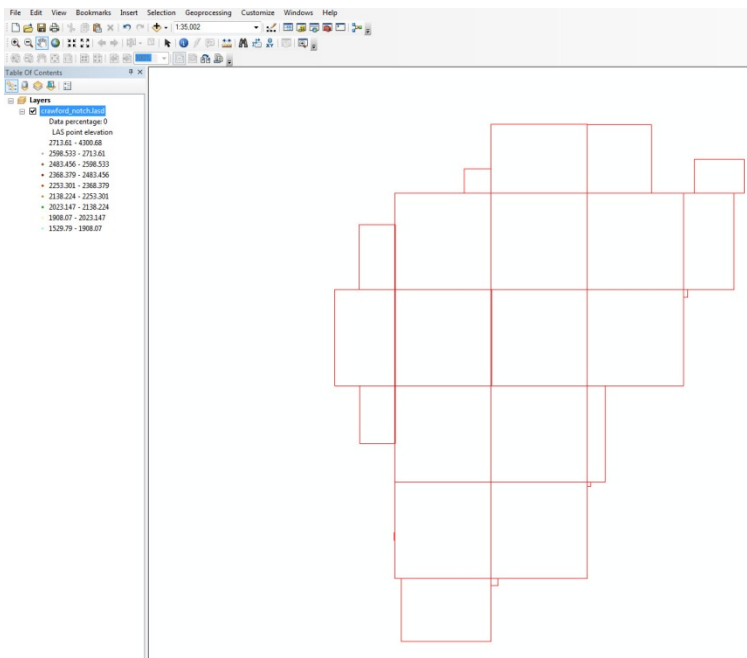 File Edit View Bookmarks Insert Selection Geoprocessing Customize Windows Help
1:35,002
Table Of Contents
Layers
crawford_notch.lasd
Data percentage: 0
LAS point elevation
2713.61 - 4300.68
2598.533 - 2713.61
2483.456 - 2598.533
2368.379 - 2483.456
2253.301 - 2368.379
2138.224 - 2253.301
2023.147 - 2138.224
1908.07 - 2023.147
1529.79 - 1908.07